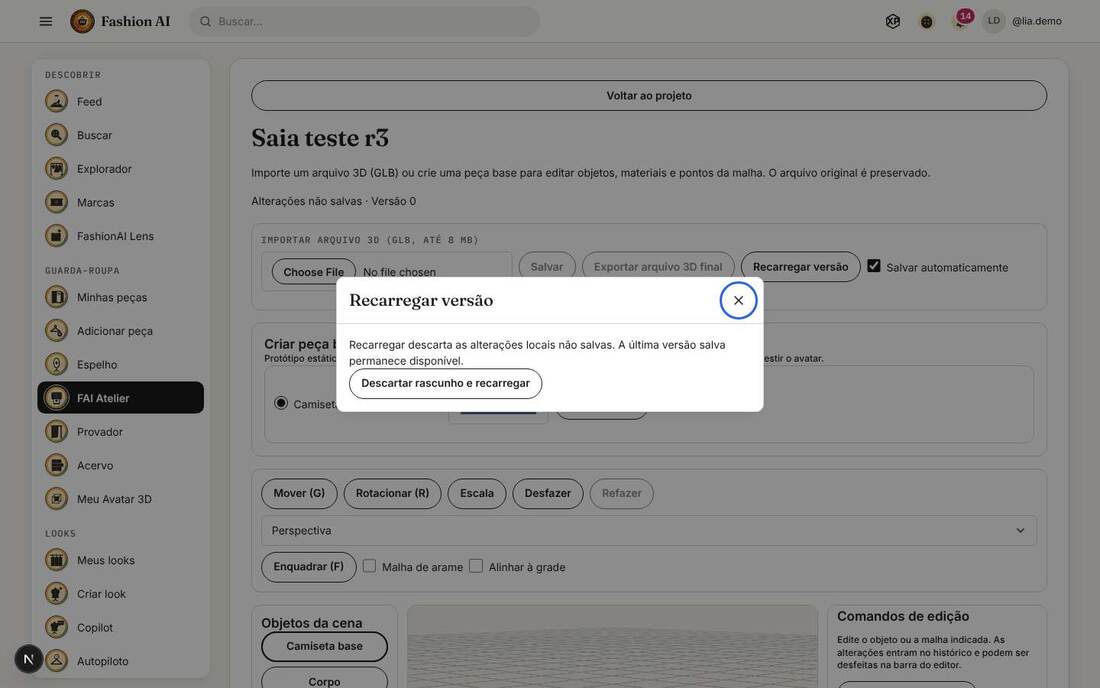 Fashion AI
Buscar...
XP
14
LD
@lia.demo
DESCOBRIR
Feed
Buscar
Explorador
Marcas
FashionAI Lens
GUARDA-ROUPA
Minhas peças
Adicionar peça
Espelho
FAI Atelier
Provador
Acervo
Meu Avatar 3D
LOOKS
Meus looks
Criar look
Copilot
Autopiloto
N
Voltar ao projeto
Saia teste r3
Importe um arquivo 3D (GLB) ou crie uma peça base para editar objetos, materiais e pontos da malha. O arquivo original é preservado.
Alterações não salvas · Versão 0
IMPORTAR ARQUIVO 3D (GLB, ATÉ 8 MB)
Choose File No file chosen
Salvar
Exportar arquivo 3D final
Recarregar versão
Salvar automaticamente
Recarregar versão
Recarregar descarta as alterações locais não salvas. A última versão salva
permanece disponível.
Descartar rascunho e recarregar
Criar peça
Protótipo
estir o avatar.
Mover (G)
Rotacionar (R)
Escala
Desfazer
Refazer
Perspectiva
Enquadrar (F)
Malha de arame
Alinhar à grade
Objetos da cena
Camiseta base
Corpo
Comandos de edição
Edite o objeto ou a malha indicada. As
alterações entram no histórico e podem ser
desfeitas na barra do editor.